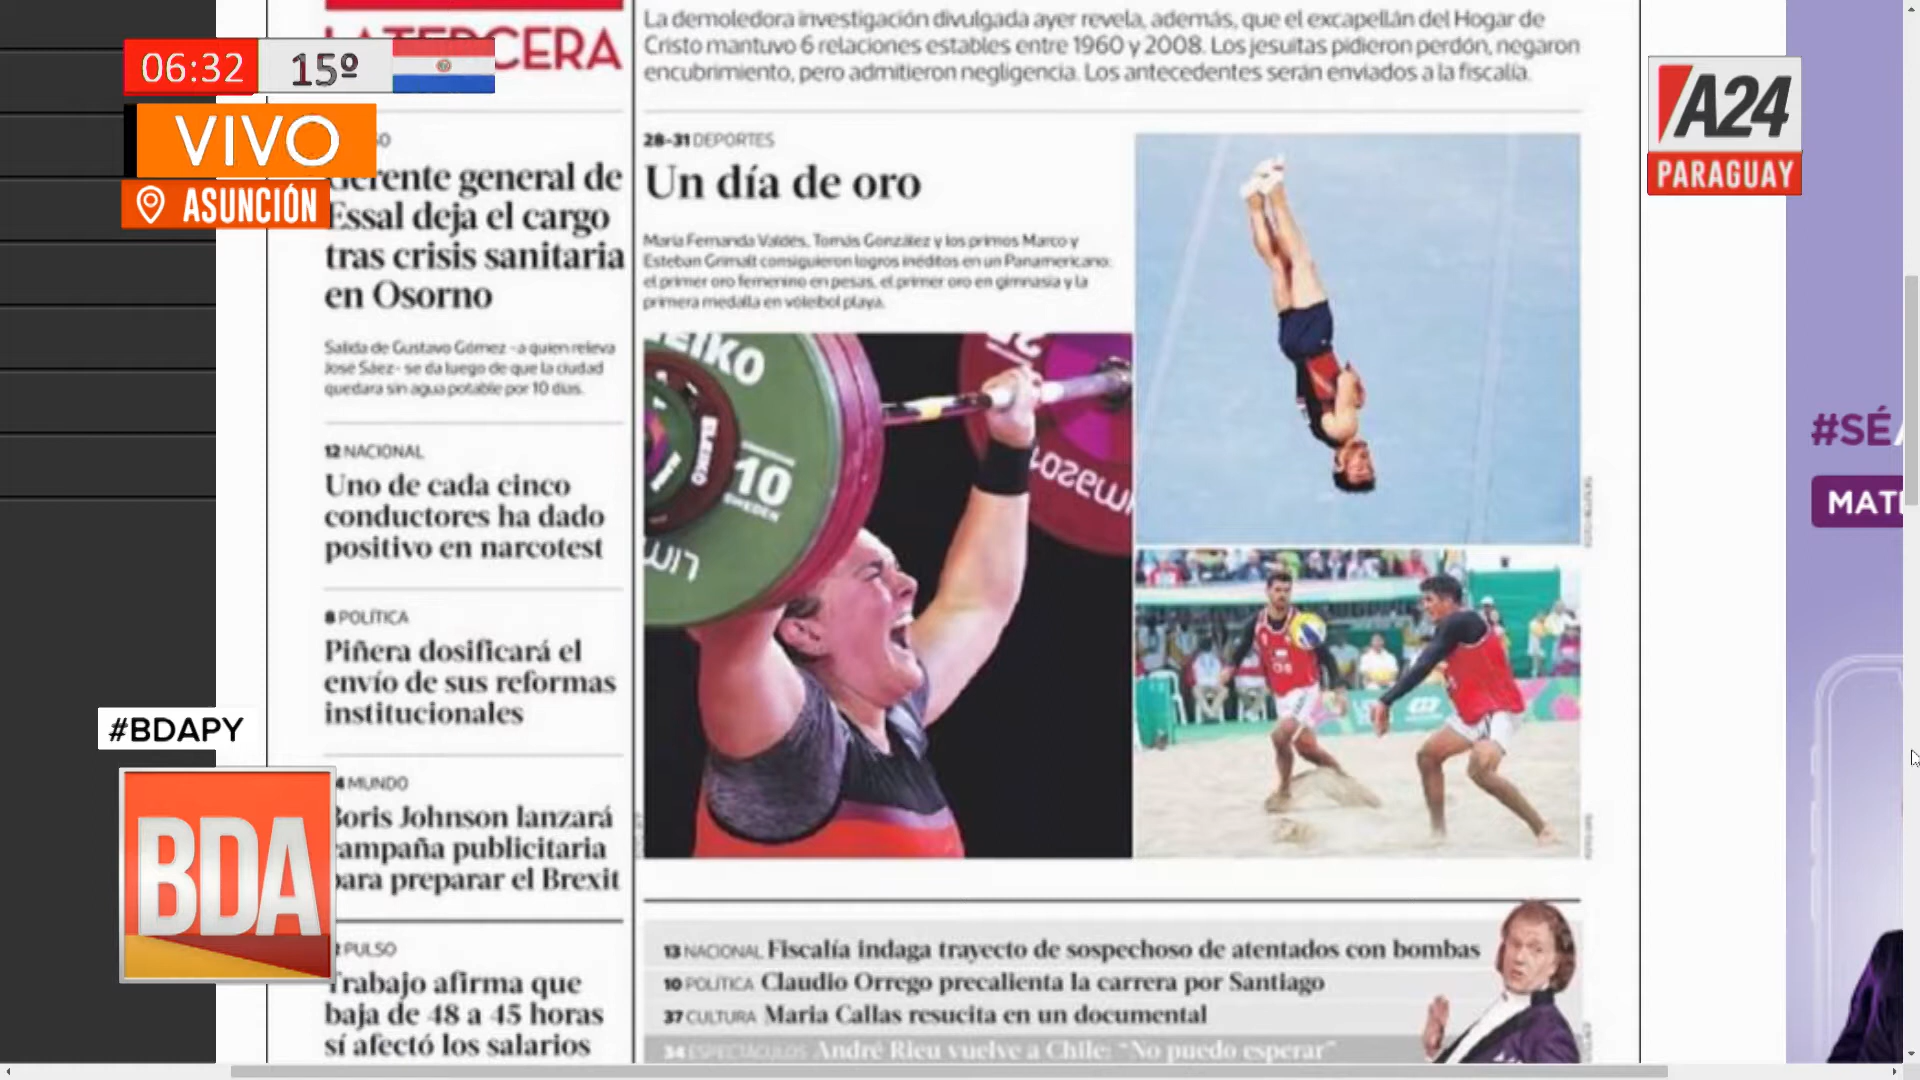 06:32
15º
VIVO
ASUNCIÓN
A24
PARAGUAY
LA TERCERA
La demoledora investigación divulgada ayer revela, además, que el excapellán del Hogar de
Cristo mantuvo 6 relaciones estables entre 1960 y 2008. Los jesuitas pidieron perdón, negaron
encubrimiento, pero admitieron negligencia. Los antecedentes serán enviados a la fiscalía.
Gerente general de
Essal deja el cargo
tras crisis sanitaria
en Osorno
Salida de Gustavo Gómez -a quien releva
José Sáez- se da luego de que la ciudad
quedara sin agua potable por 10 días.
12 NACIONAL
Uno de cada cinco
conductores ha dado
positivo en narcotest
8 POLÍTICA
Piñera dosificará el
envío de sus reformas
institucionales
MUNDO
Boris Johnson lanzará
campaña publicitaria
para preparar el Brexit
PULSO
Trabajo afirma que
baja de 48 a 45 horas
sí afectó los salarios
28-31 DEPORTES
Un día de oro
María Fernanda Valdés, Tomás González y los primos Marco y
Esteban Grimalt consiguieron logros inéditos en un Panamericano:
el primer oro femenino en pesas, el primer oro en gimnasia y la
primera medalla en vóleibol playa.
ELEIKO
10
SWEDEN
13 NACIONAL Fiscalía indaga trayecto de sospechoso de atentados con bombas
10 POLÍTICA Claudio Orrego precalienta la carrera por Santiago
37 CULTURA Maria Callas resucita en un documental
34 ESPECTÁCULOS André Rieu vuelve a Chile: "No puedo esperar"
#BDAPY
BDA
#SÉ
MAT